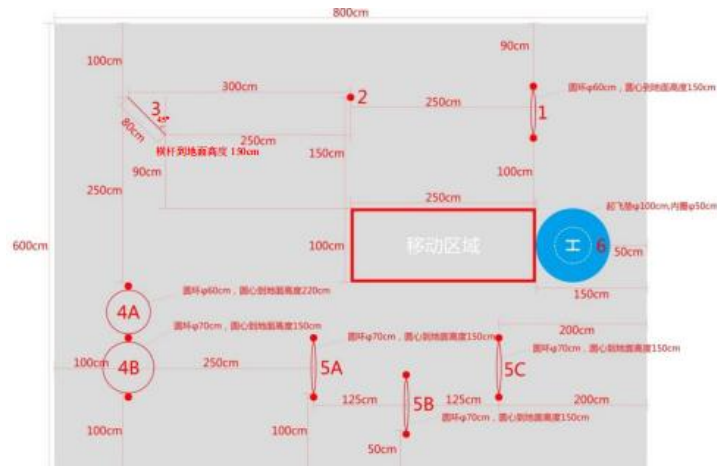 800cm
90cm
100cm
300cm
2
圆环φ60cm，圆心到地面高度150cm
3
45°
250cm
1
80cm
250cm
横杆到地面高度 150cm
150cm
90cm
100cm
250cm
250cm
起飞垫φ100cm,内圈φ50cm
600cm
100cm
移动区域
6
50cm
150cm
圆环φ60cm，圆心到地面高度220cm
4A
200cm
圆环φ70cm，圆心到地面高度150cm
圆环φ70cm，圆心到地面高度150cm
圆环φ70cm，圆心到地面高度150cm
100cm
4B
250cm
5A
5C
125cm
5B
125cm
200cm
圆环φ70cm，圆心到地面高度150cm
100cm
100cm
50cm